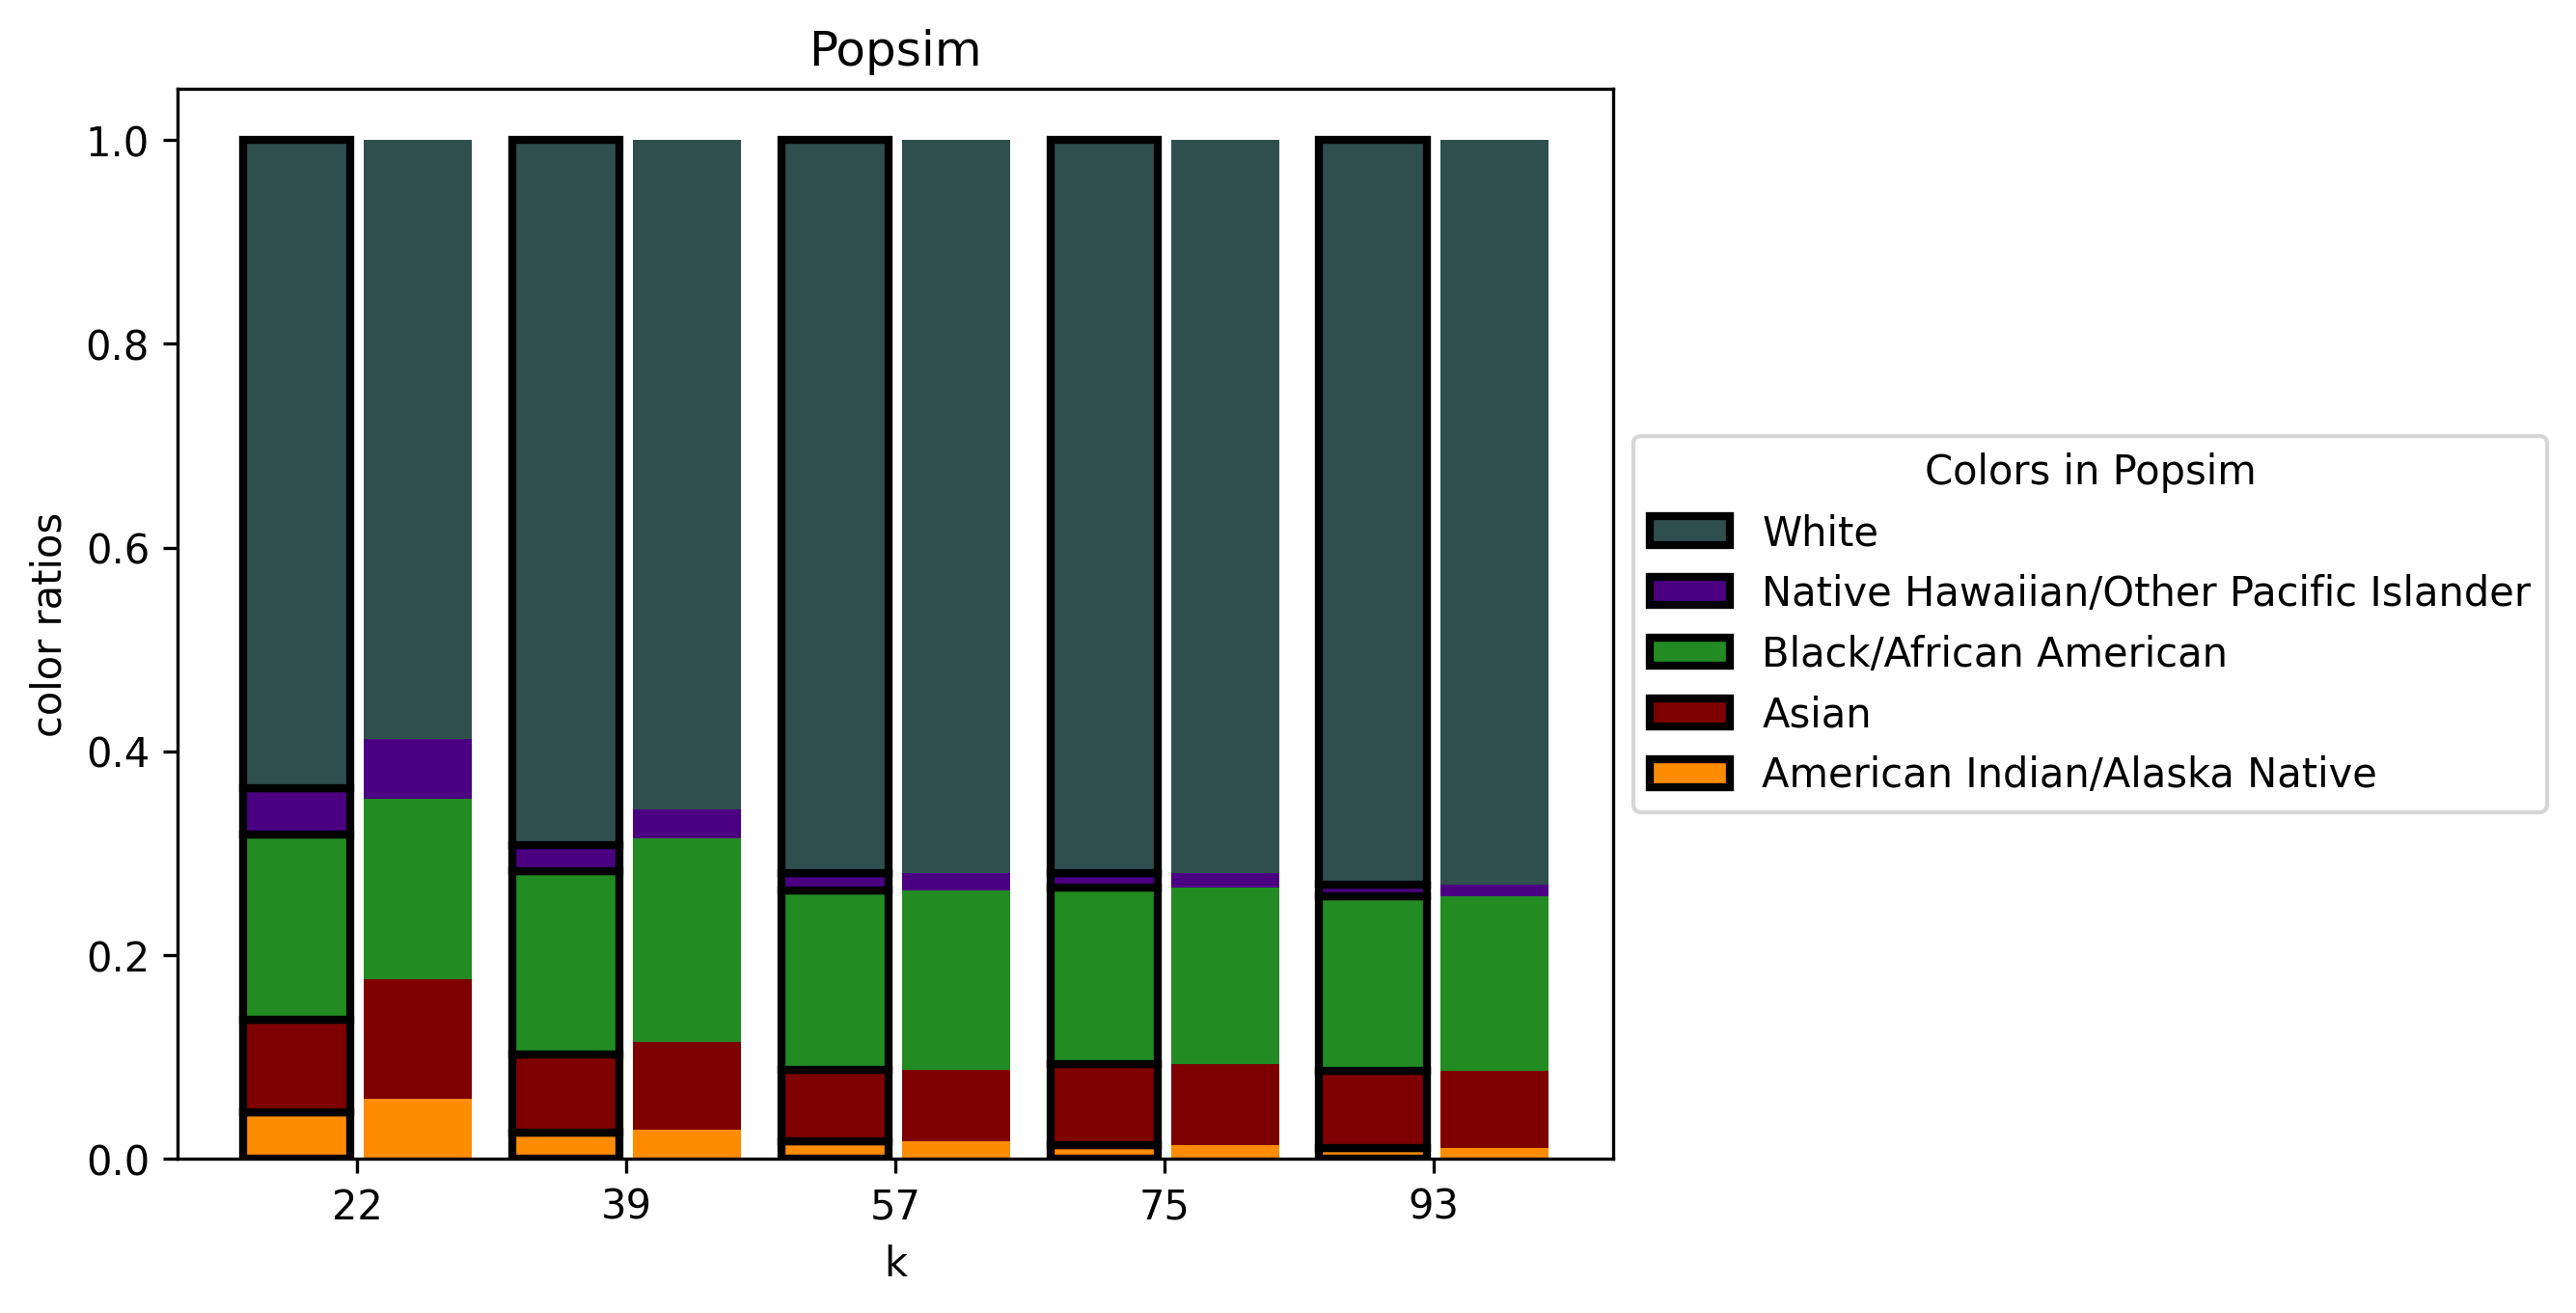 Popsim
color ratios
1.0
0.8
0.6
0.4
0.2
0.0
22 39 57 75 93
k
Colors in Popsim
White
Native Hawaiian/Other Pacific Islander
Black/African American
Asian
American Indian/Alaska Native